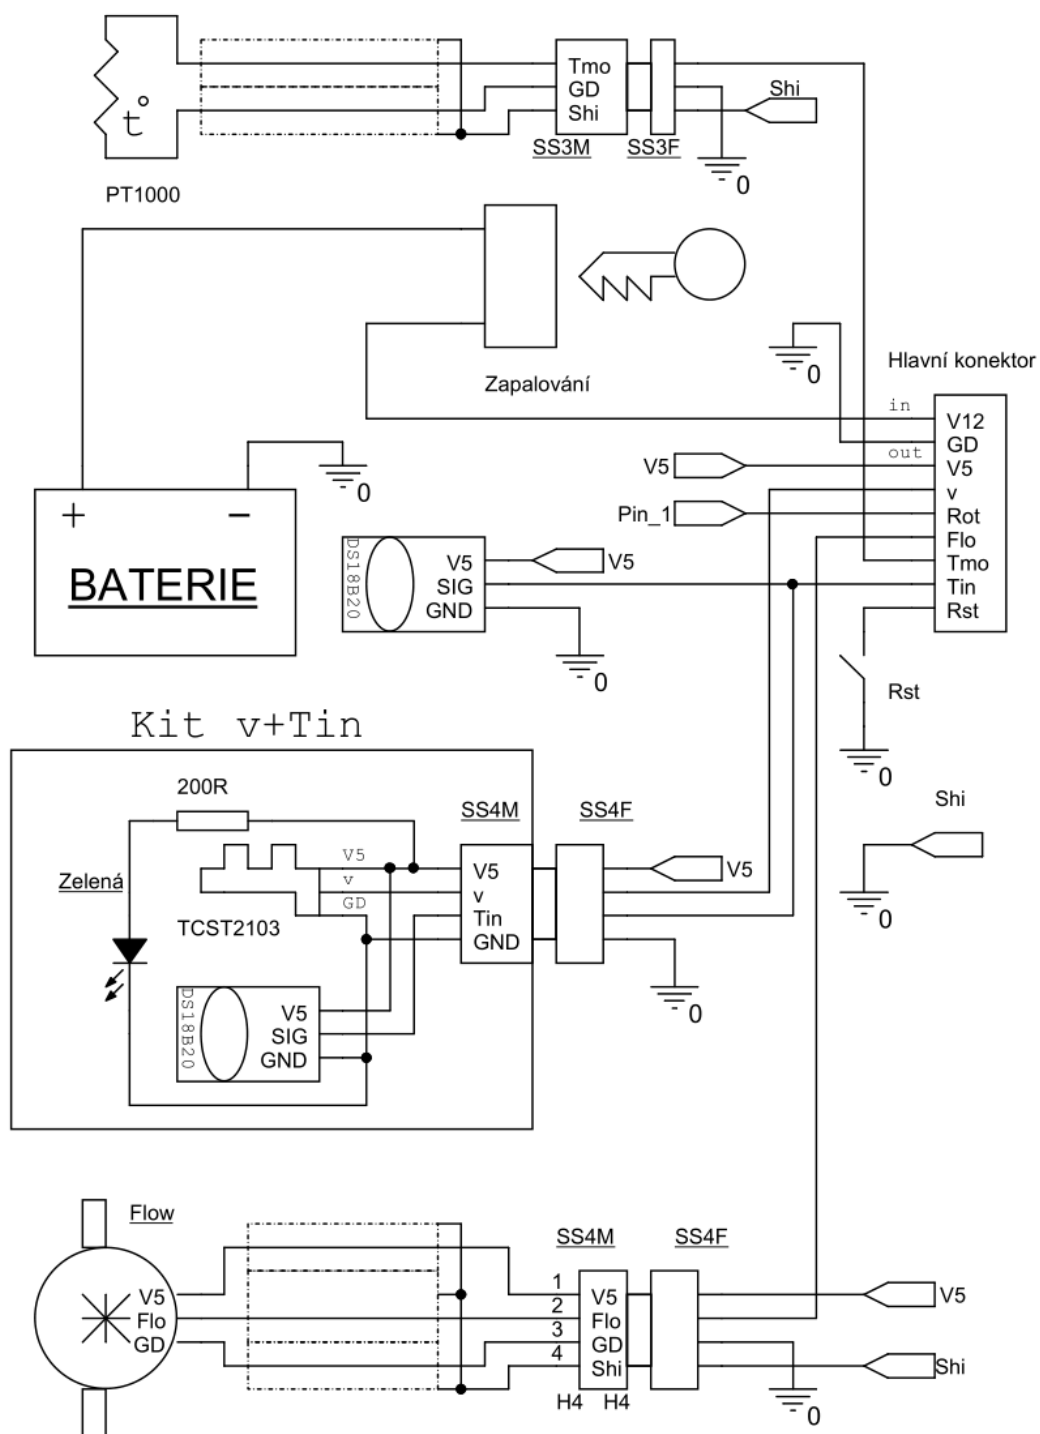 Tmo
GD
Shi
Shi
t°
SS3M
SS3F
0
PT1000
Zapalování
0
Hlavní konektor
in
V12
GD
out
V5
v
Rot
Flo
Tmo
Tin
Rst
V5
Pin_1
0
+ -
BATERIE
DS18B20
V5
SIG
GND
V5
0
Rst
0
Kit v+Tin
200R
SS4M
SS4F
Shi
0
Zelená
V5
v
GD
TCST2103
V5
v
Tin
GND
V5
0
DS18B20
V5
SIG
GND
Flow
SS4M
SS4F
V5
Flo
GD
1
2
3
4
V5
Flo
GD
Shi
H4 H4
V5
Shi
0